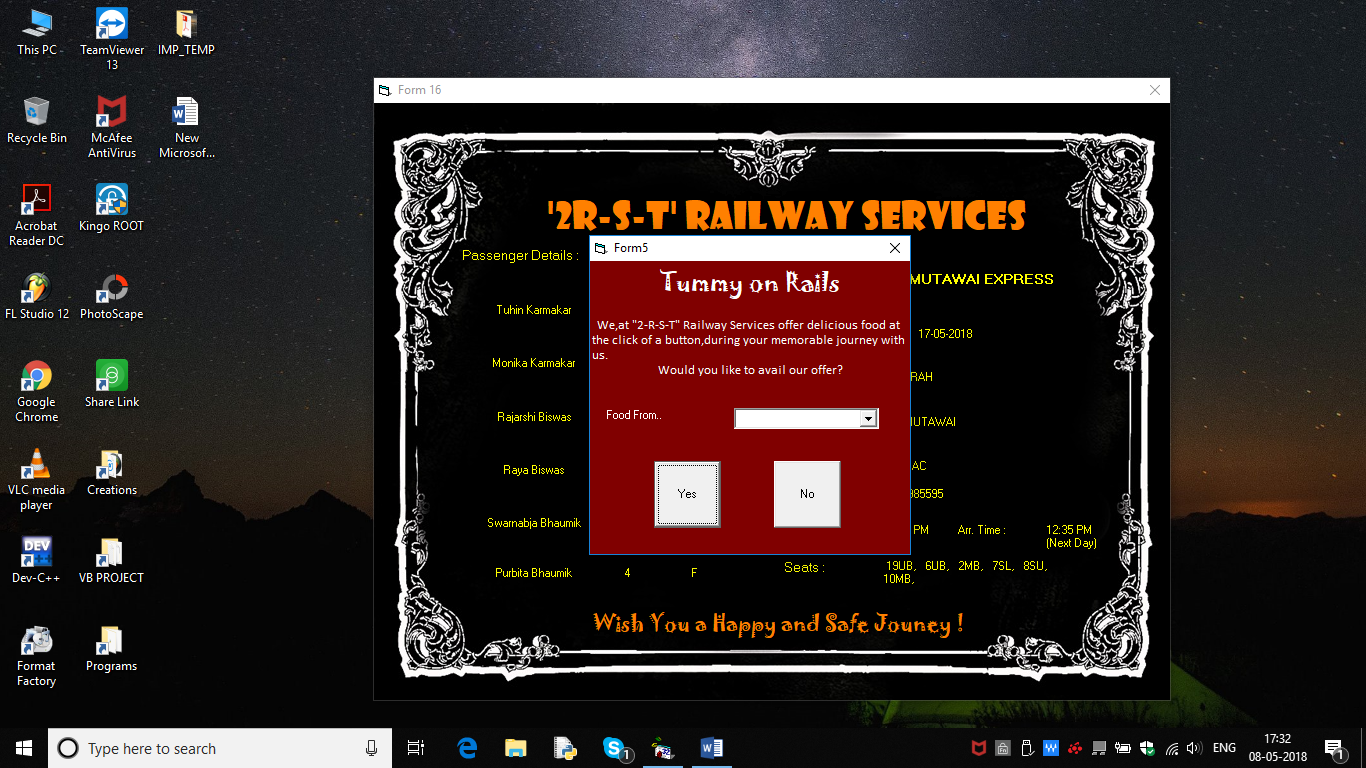 This PC
TeamViewer
13
IMP_TEMP
Recycle Bin
McAfee
AntiVirus
New
Microsof...
Acrobat
Reader DC
Kingo ROOT
FL Studio 12
PhotoScape
Google
Chrome
Share Link
VLC media
player
Creations
DEV
Dev-C++
VB PROJECT
Format
Factory
Programs
Form 16
'2R-S-T' RAILWAY SERVICES
Passenger Details :
MUTAWAI EXPRESS
Tuhin Karmakar
17-05-2018
Monika Karmakar
RAH
Rajarshi Biswas
MUTAWAI
Raya Biswas
AC
985595
Swarnabja Bhaumik
PM
Arr. Time :
12:35 PM
(Next Day)
Purbita Bhaumik
4
F
Seats :
19UB, 6UB, 2MB, 7SL, 8SU,
10MB,
Wish You a Happy and Safe Jouney !
Form5
Tummy on Rails
We,at "2-R-S-T" Railway Services offer delicious food at
the click of a button,during your memorable journey with
us.
Would you like to avail our offer?
Food From..
Yes
No
Type here to search
1
ENG
17:32
08-05-2018
1